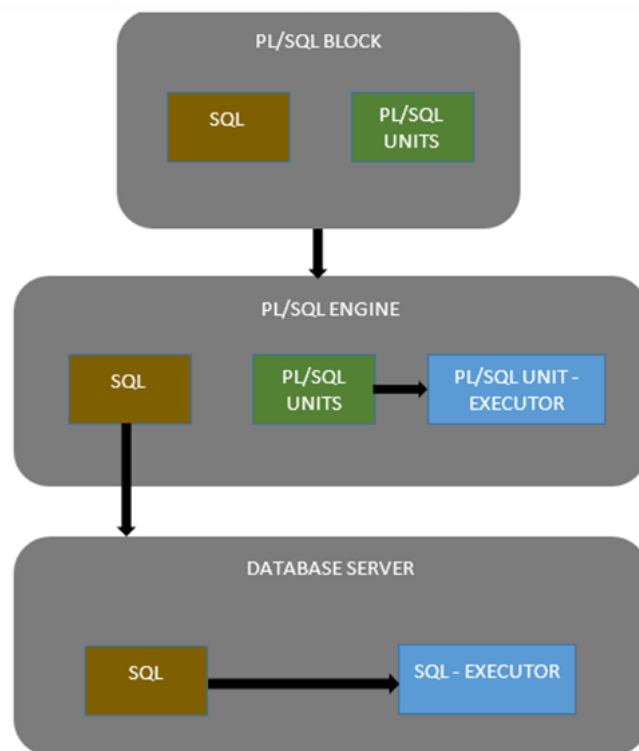 PL/SQL BLOCK
SQL
PL/SQL
UNITS
PL/SQL ENGINE
SQL
PL/SQL
UNITS
PL/SQL UNIT -
EXECUTOR
DATABASE SERVER
SQL
SQL - EXECUTOR